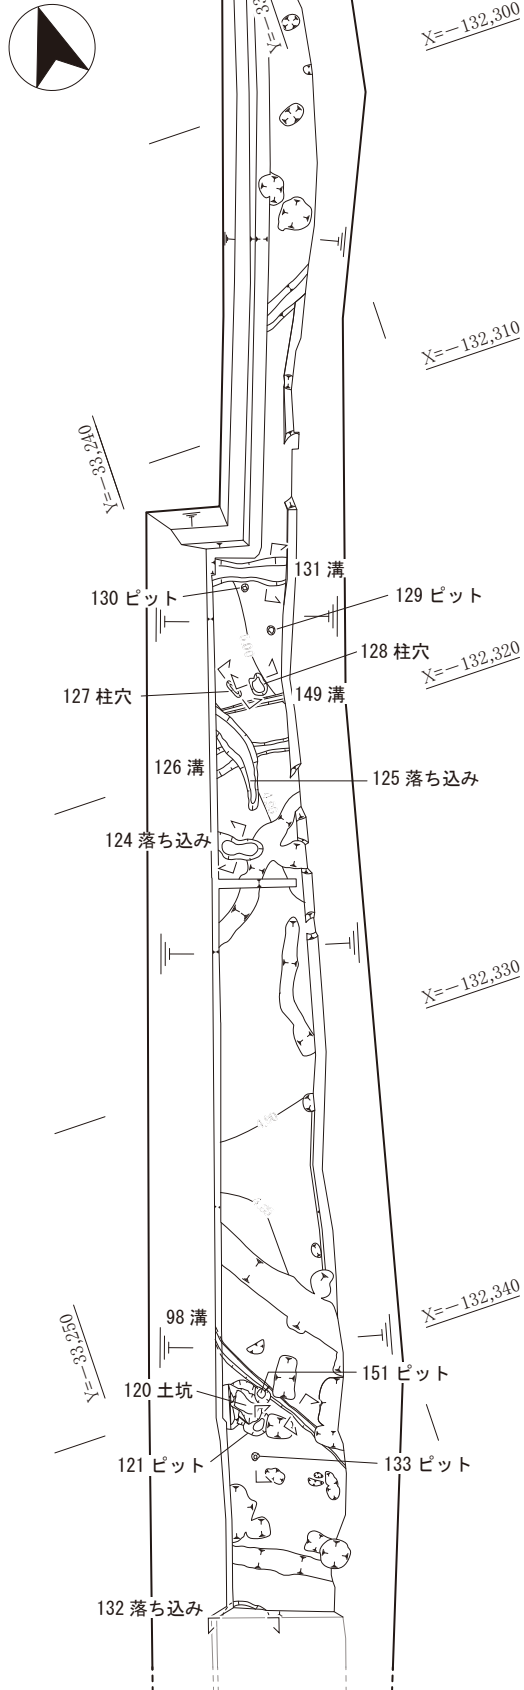 X=−132,300
X=−132,310
Y=−33,240
131 溝
130 ピット
129 ピット
128 柱穴
X=−132,320
127 柱穴
149 溝
126 溝
125 落ち込み
124 落ち込み
X=−132,330
4.90
X=−132,340
98 溝
Y=−33,250
151 ピット
120 土坑
121 ピット
133 ピット
132 落ち込み